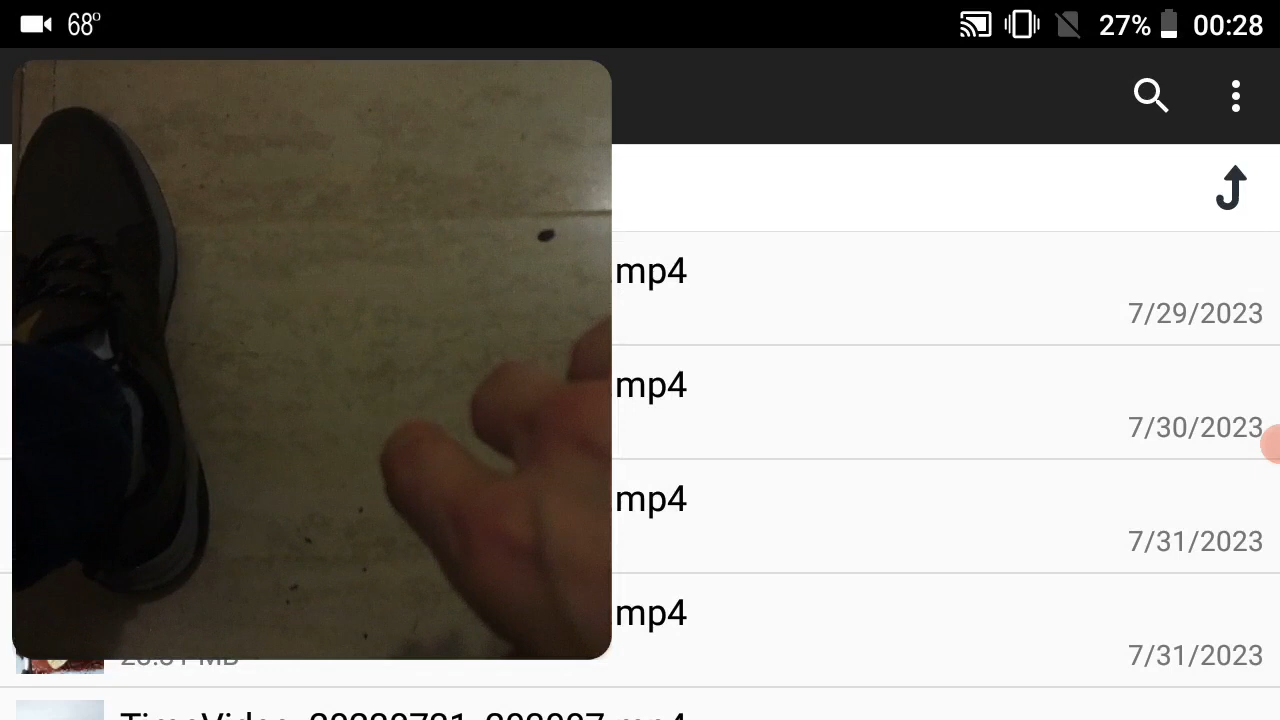 68º 27% 00:28
mp4
7/29/2023
mp4
7/30/2023
mp4
7/31/2023
mp4
7/31/2023